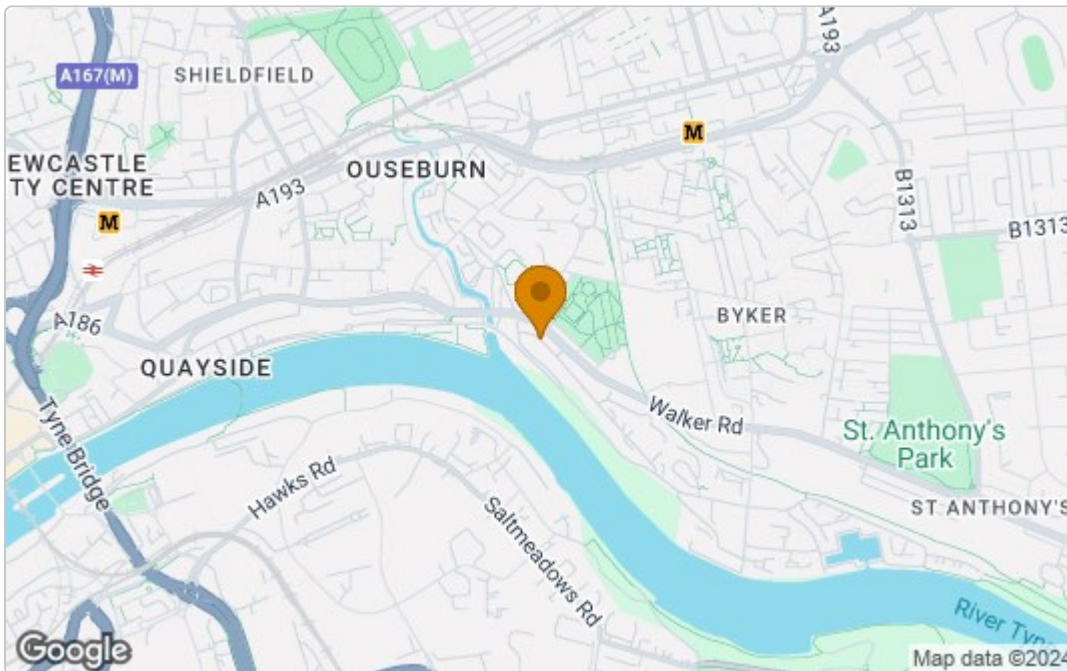 A193
A167(M)
SHIELDFIELD
M
EWCASTLE
TY CENTRE
OUSEBURN
A193
B1313
M
B1313
A186
BYKER
QUAYSIDE
Walker Rd
St. Anthony's
Park
Tyne Bridge
Hawks Rd
Saltmeadows Rd
ST ANTHONY'S
River Tyne
Google
Map data ©2024